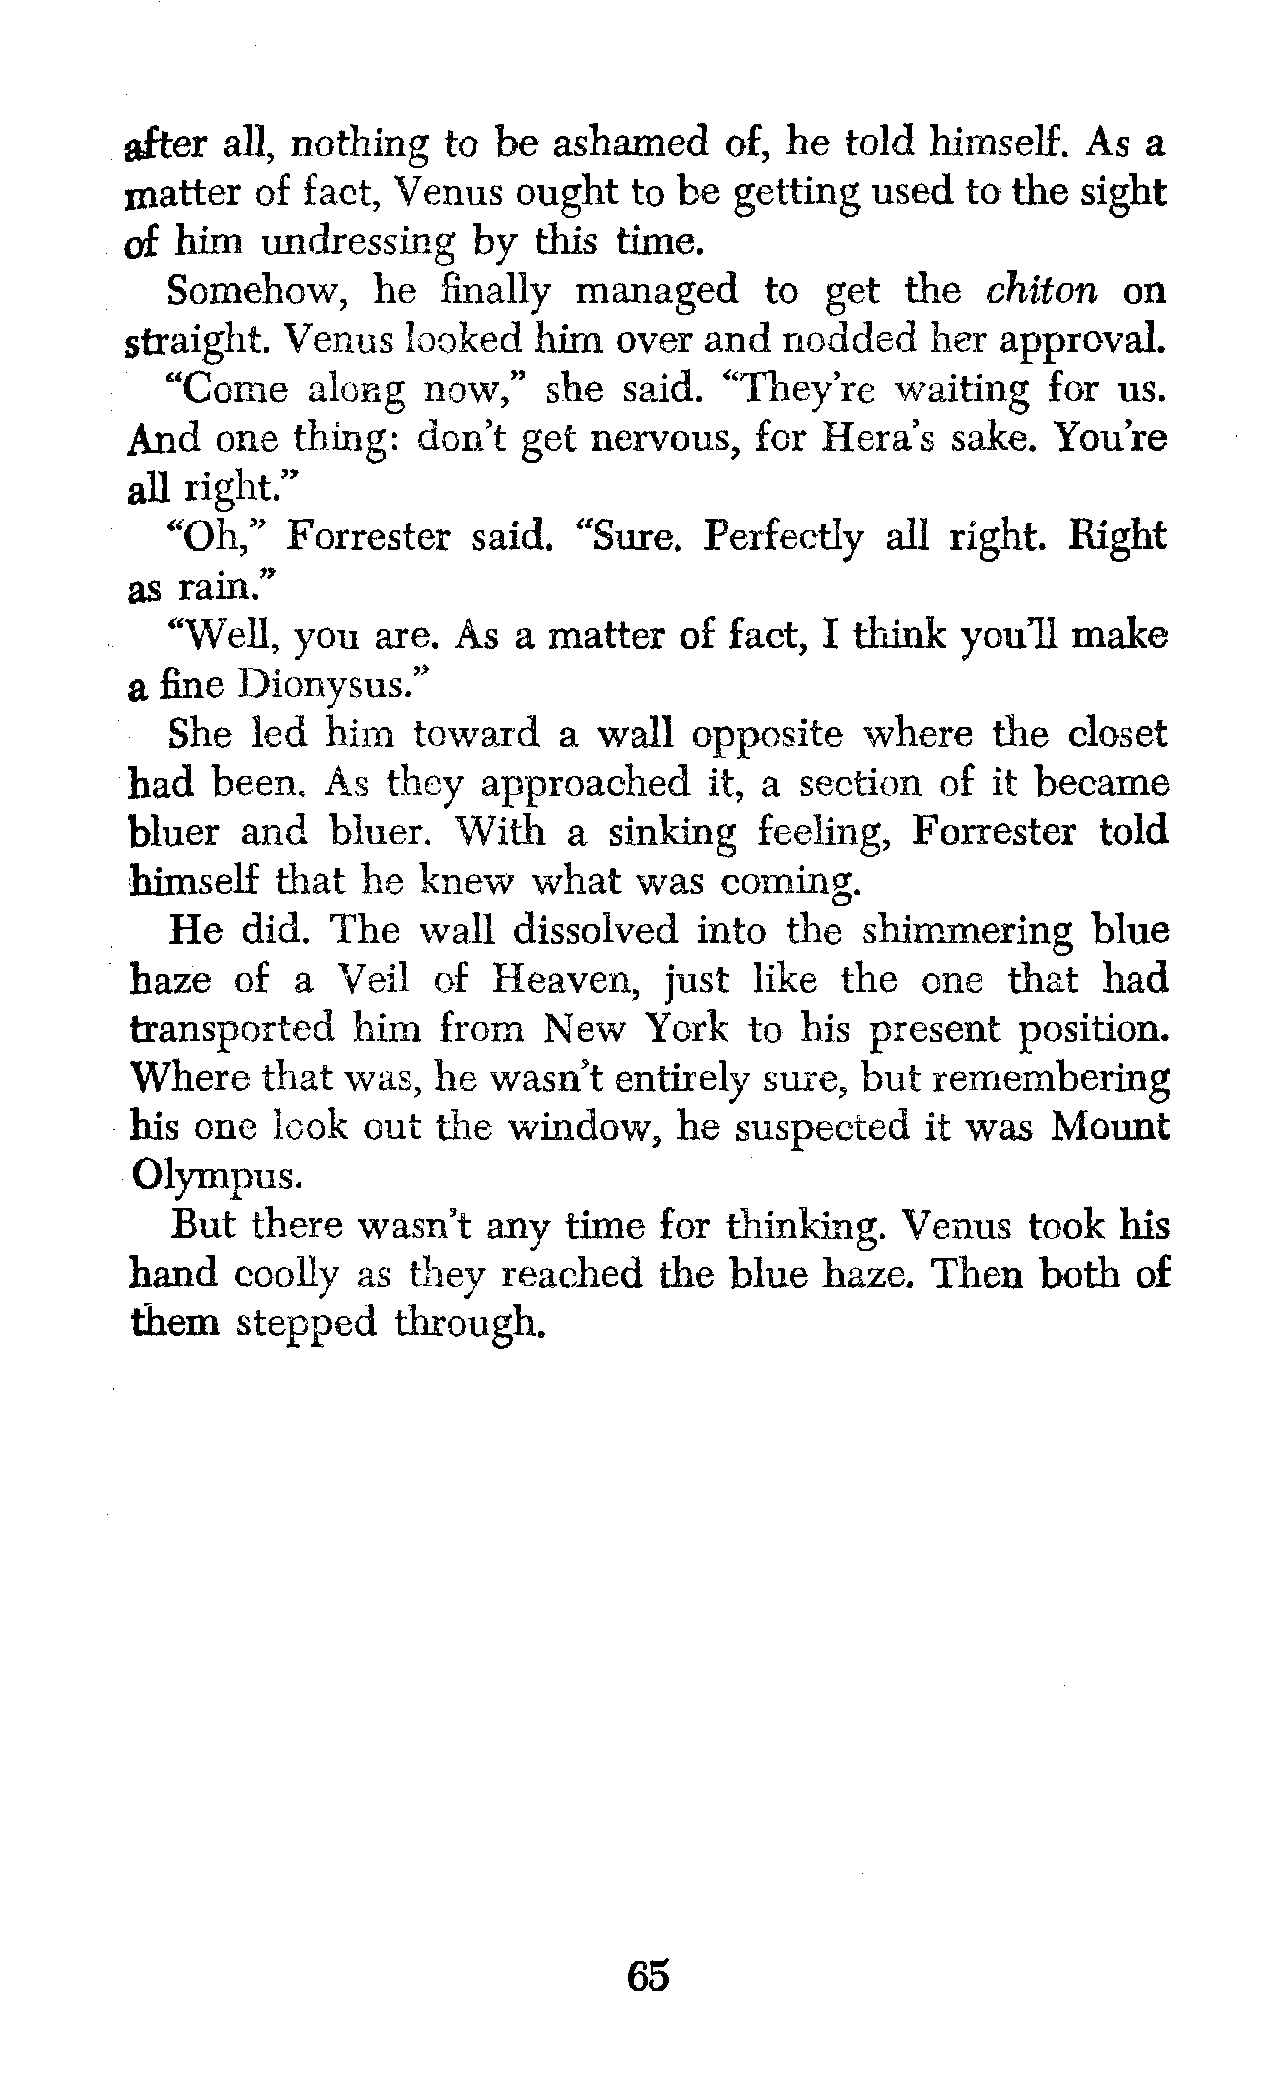 after all, nothing to be ashamed of, he told himself. As a
matter of fact, Venus ought to be getting used to the sight
of him undressing by this time.
Somehow, he finally managed to get the chiton on
straight. Venus looked him over and nodded her approval.
“Come along now,” she said. “They’re waiting for us.
And one thing: don’t get nervous, for Hera’s sake. You’re
all right.”
“Oh,” Forrester said. “Sure. Perfectly all right. Right
as rain.”
“Well, you are. As a matter of fact, I think you’ll make
a fine Dionysus.”
She led him toward a wall opposite where the closet
had been. As they approached it, a section of it became
bluer and bluer. With a sinking feeling, Forrester told
himself that he knew what was coming.
He did. The wall dissolved into the shimmering blue
haze of a Veil of Heaven, just like the one that had
transported him from New York to his present position.
Where that was, he wasn’t entirely sure, but remembering
his one look out the window, he suspected it was Mount
Olympus.
But there wasn’t any time for thinking. Venus took his
hand coolly as they reached the blue haze. Then both of
them stepped through.
65